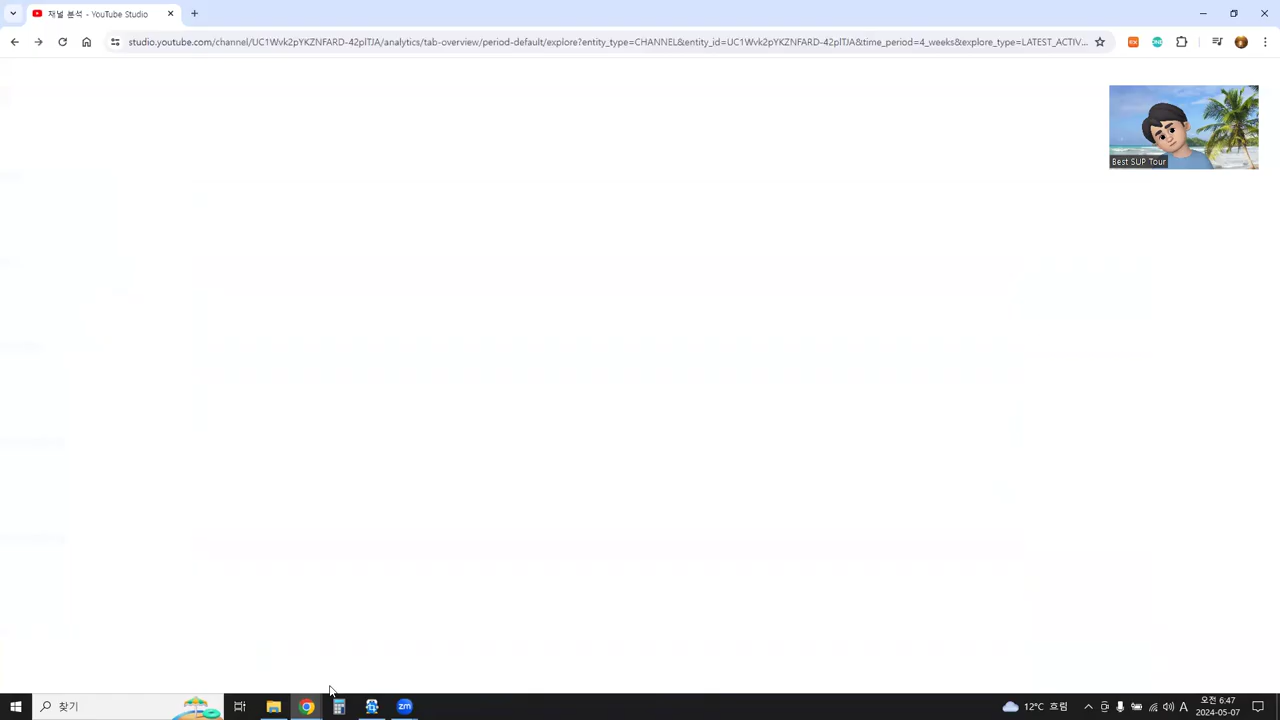 재널 분석 - YouTube Studio
studio.youtube.com/channel/UC1Wvk2pYKZNFARD-42plTJA/analytics/tab-overview/period-default/explore?entity_type=CHANNEL&entity_id=UC1Wvk2pYKZNFARD-42plTJA&time_period=4_weeks&explore_type=LATEST_ACTIV...
Best SUP Tour
찾기
12°C 흐림
A
오전 6:47
2024-05-07